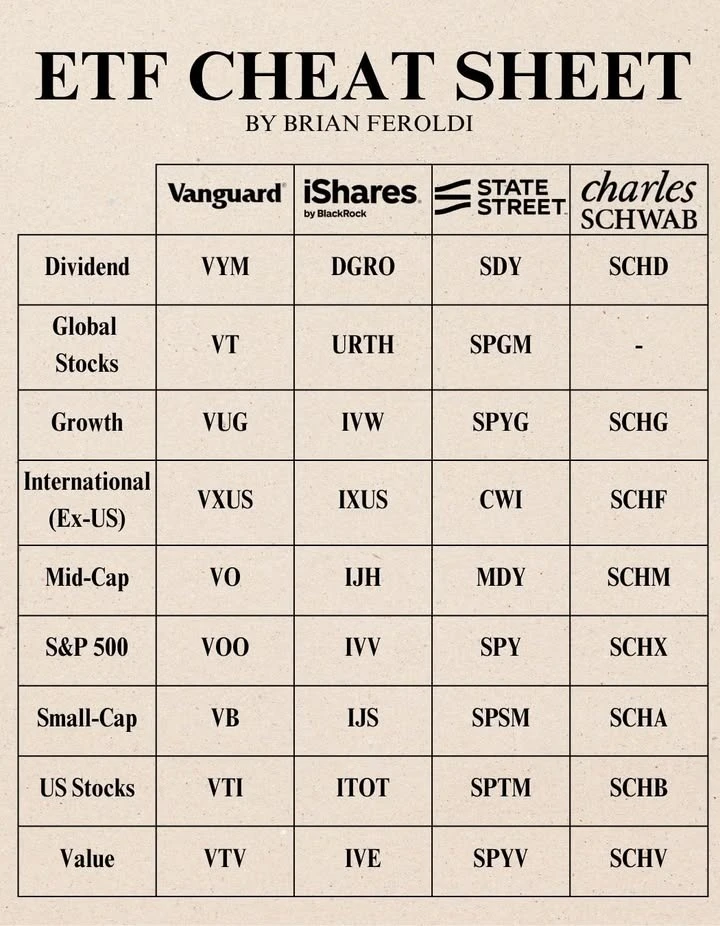 ETF CHEAT SHEET
BY BRIAN FEROLDI
Vanguard iShares. by BlackRock STATE STREET charles SCHWAB
Dividend VYM DGRO SDY SCHD
Global Stocks VT URTH SPGM -
Growth VUG IVW SPYG SCHG
International (Ex-US) VXUS IXUS CWI SCHF
Mid-Cap VO IJH MDY SCHM
S&P 500 VOO IVV SPY SCHX
Small-Cap VB IJS SPSM SCHA
US Stocks VTI ITOT SPTM SCHB
Value VTV IVE SPYV SCHV